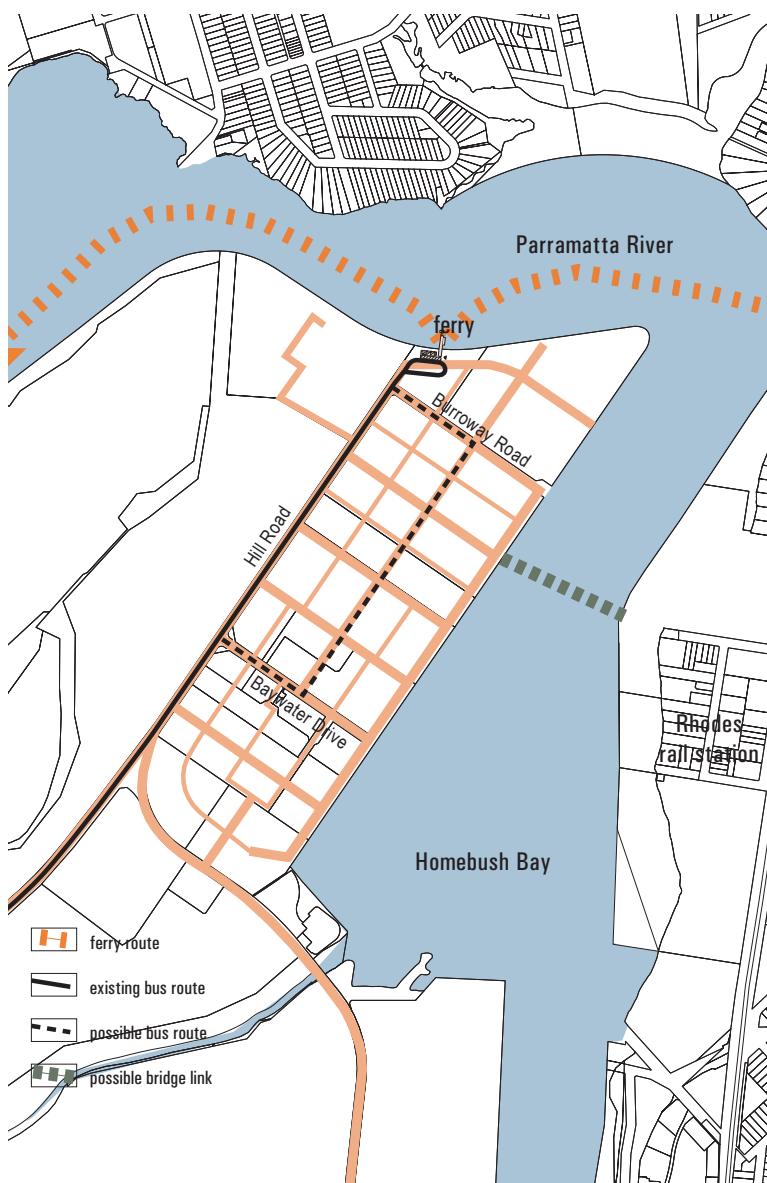 Parramatta River
ferry
Burroway Road
Hill Road
Baywater Drive
Rhodes
rail station
Homebush Bay
ferry route
existing bus route
possible bus route
possible bridge link